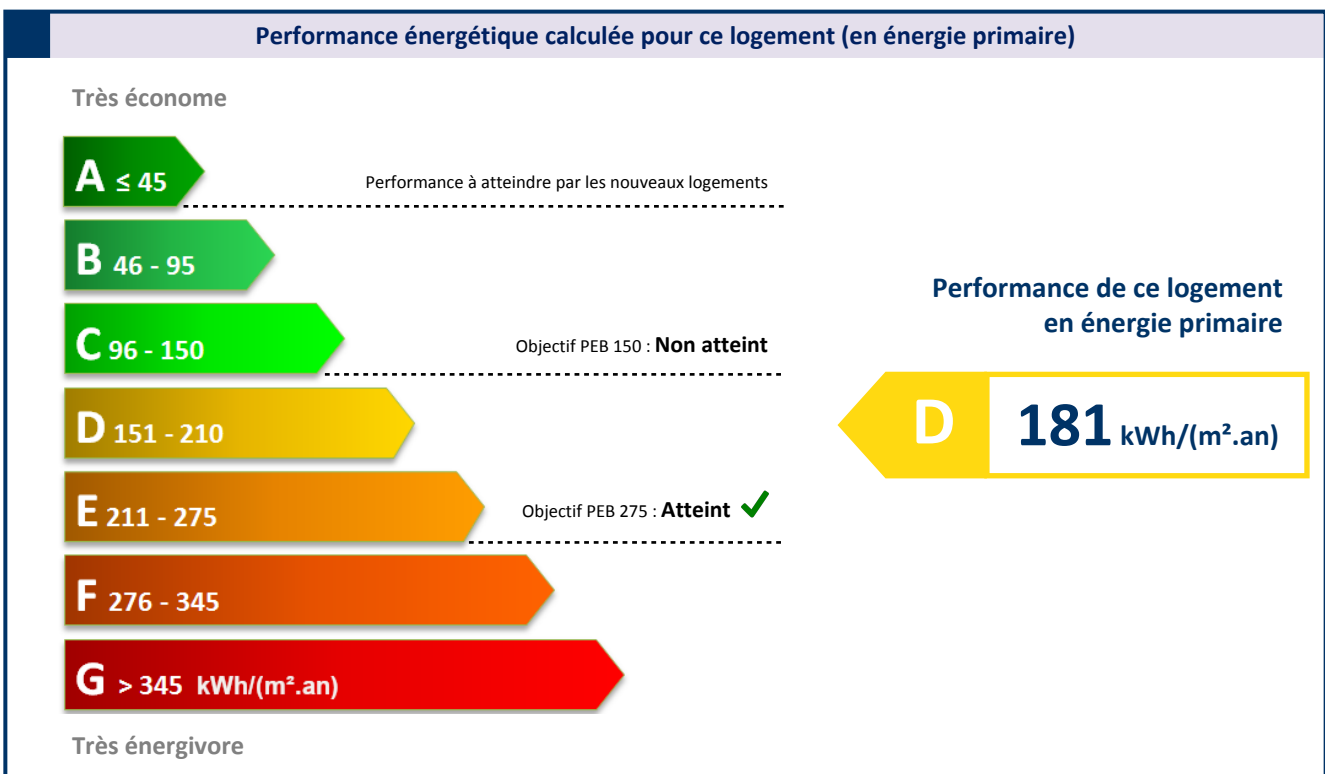 Performance énergétique calculée pour ce logement (en énergie primaire)
Très économe
A ≤ 45
Performance à atteindre par les nouveaux logements
B 46 - 95
C 96 - 150
Objectif PEB 150 : Non atteint
D 151 - 210
E 211 - 275
Objectif PEB 275 : Atteint ✓
F 276 - 345
G > 345 kWh/(m².an)
Très énergivore
Performance de ce logement
en énergie primaire
D 181 kWh/(m².an)